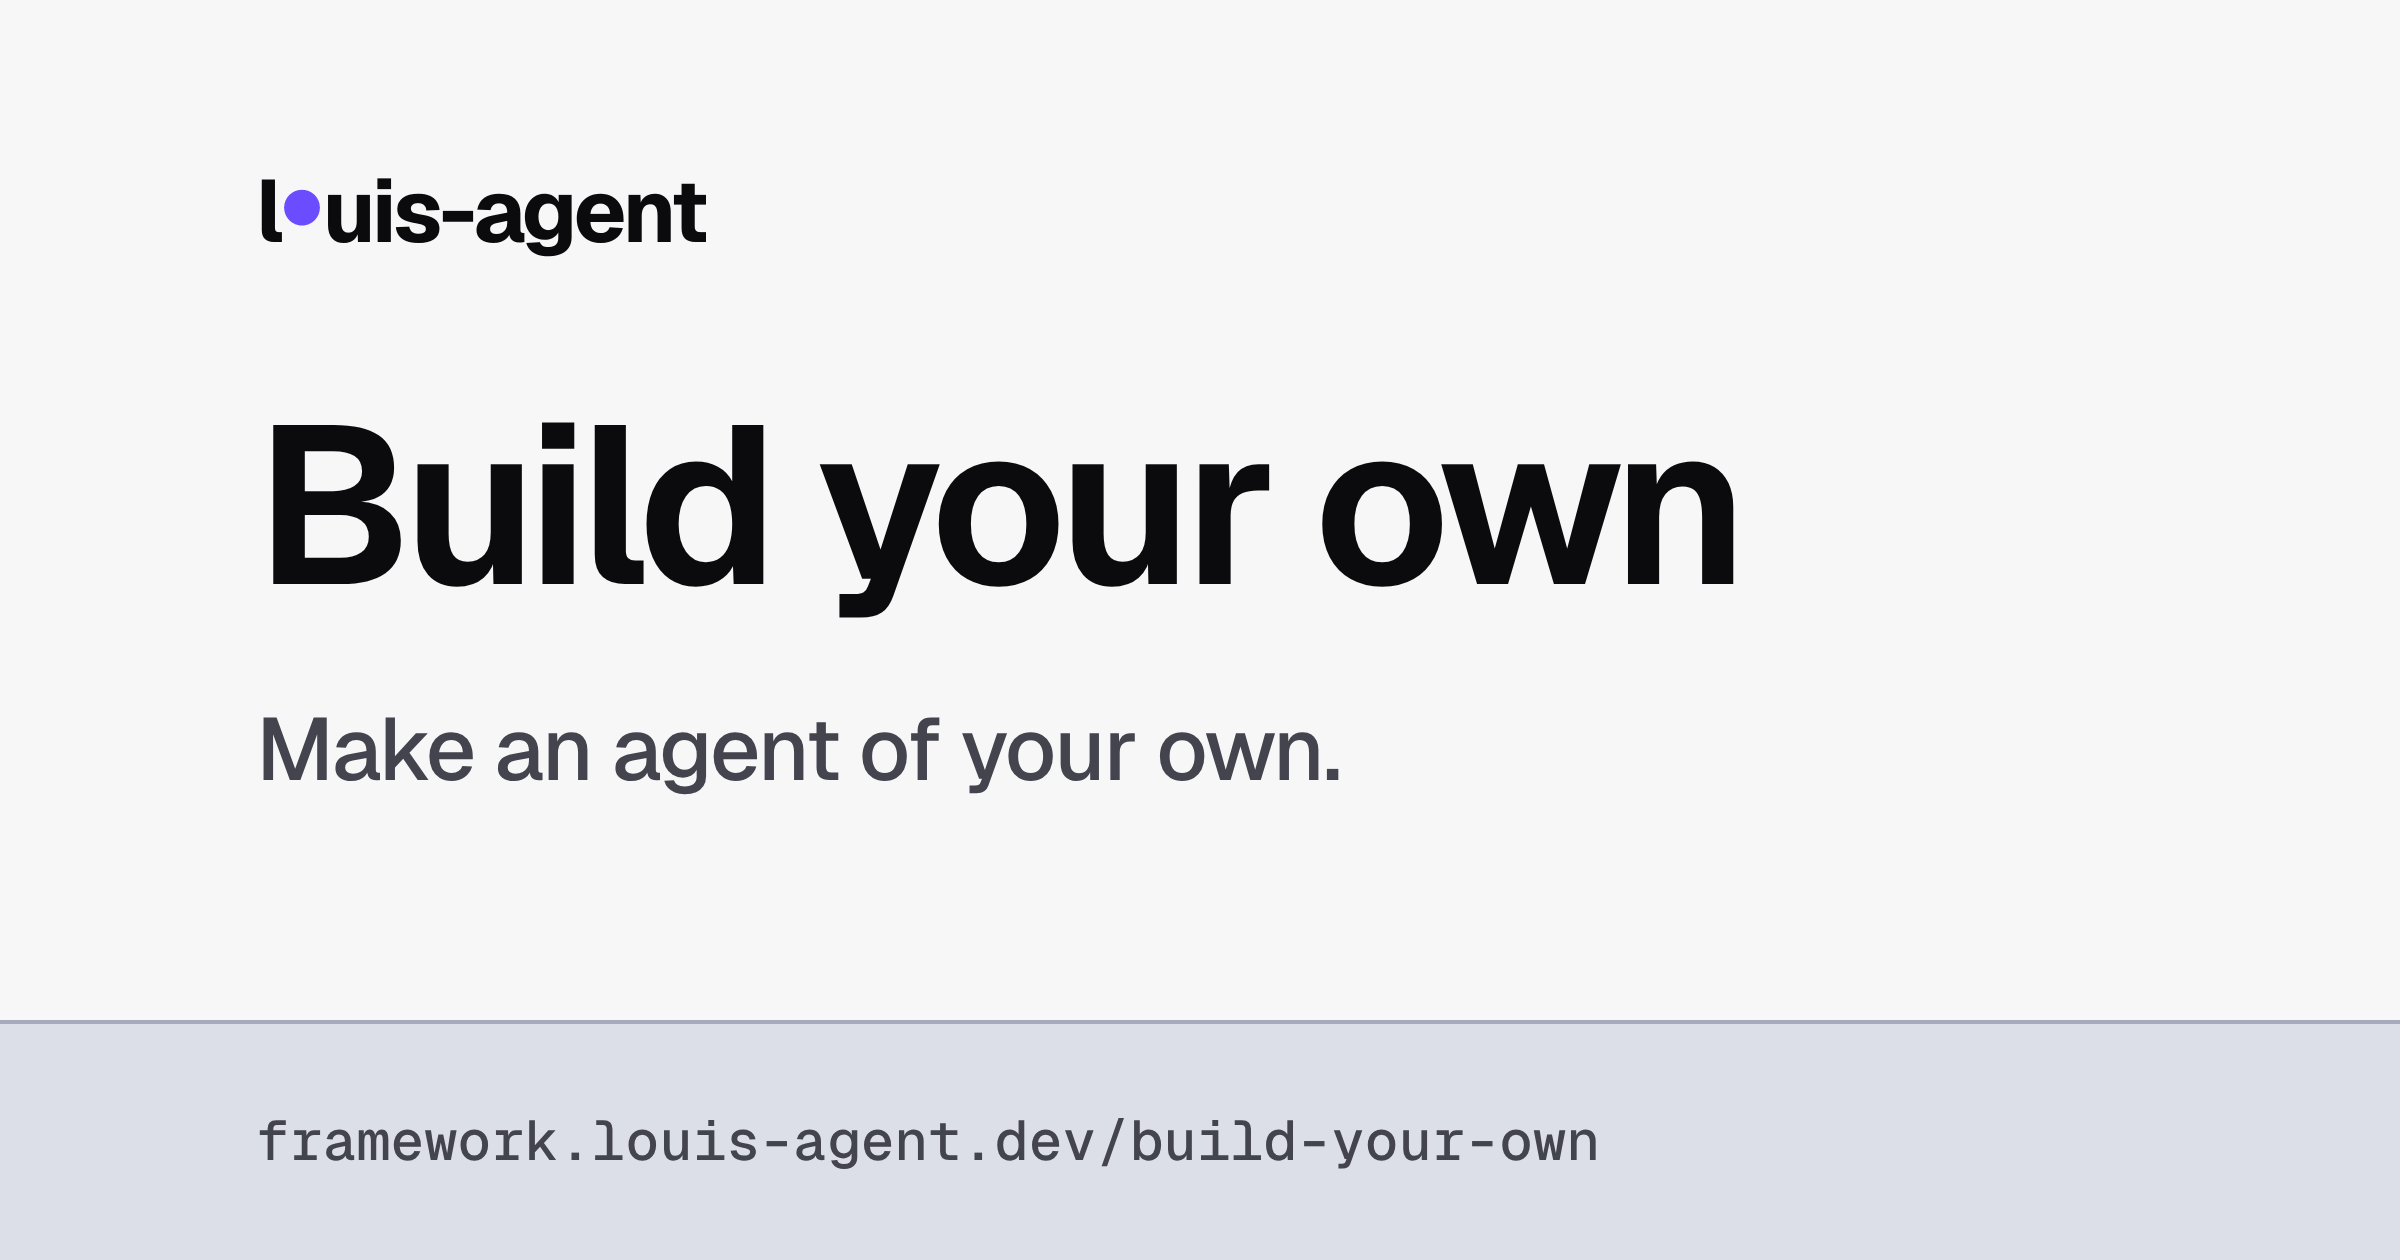 louis-agent
Build your own
Make an agent of your own.
framework.louis-agent.dev/build-your-own